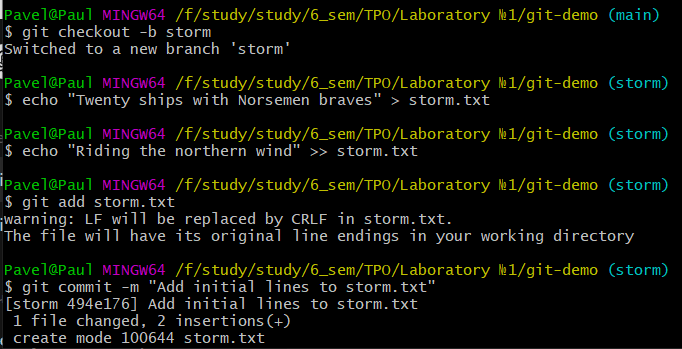 Pavel@Paul MINGW64 /f/study/study/6_sem/TPO/Laboratory №1/git-demo (main)
$ git checkout -b storm
Switched to a new branch 'storm'
Pavel@Paul MINGW64 /f/study/study/6_sem/TPO/Laboratory №1/git-demo (storm)
$ echo "Twenty ships with Norsemen braves" > storm.txt
Pavel@Paul MINGW64 /f/study/study/6_sem/TPO/Laboratory №1/git-demo (storm)
$ echo "Riding the northern wind" >> storm.txt
Pavel@Paul MINGW64 /f/study/study/6_sem/TPO/Laboratory №1/git-demo (storm)
$ git add storm.txt
warning: LF will be replaced by CRLF in storm.txt.
The file will have its original line endings in your working directory
Pavel@Paul MINGW64 /f/study/study/6_sem/TPO/Laboratory №1/git-demo (storm)
$ git commit -m "Add initial lines to storm.txt"
[storm 494e176] Add initial lines to storm.txt
 1 file changed, 2 insertions(+)
 create mode 100644 storm.txt